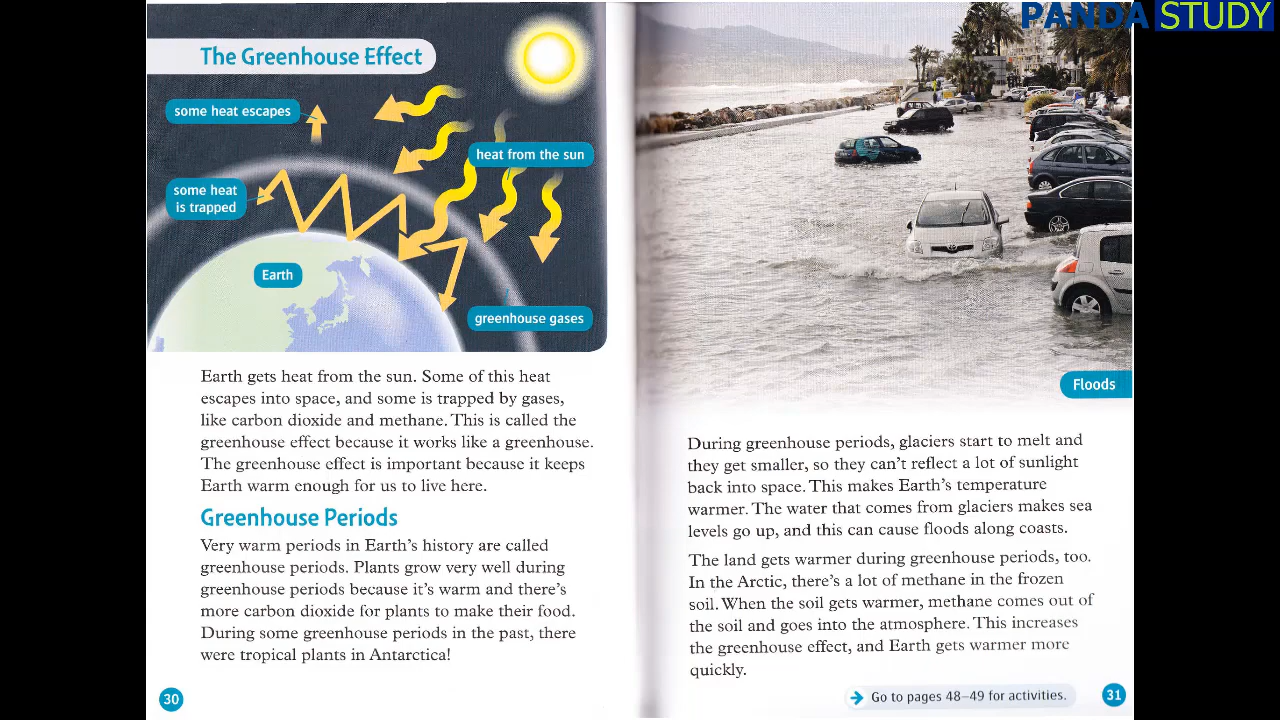 PANDA STUDY
The Greenhouse Effect
some heat escapes
heat from the sun
some heat
is trapped
Earth
greenhouse gases
Earth gets heat from the sun. Some of this heat
escapes into space, and some is trapped by gases,
like carbon dioxide and methane. This is called the
greenhouse effect because it works like a greenhouse.
The greenhouse effect is important because it keeps
Earth warm enough for us to live here.
Greenhouse Periods
Very warm periods in Earth's history are called
greenhouse periods. Plants grow very well during
greenhouse periods because it's warm and there's
more carbon dioxide for plants to make their food.
During some greenhouse periods in the past, there
were tropical plants in Antarctica!
30
Floods
During greenhouse periods, glaciers start to melt and
they get smaller, so they can't reflect a lot of sunlight
back into space. This makes Earth's temperature
warmer. The water that comes from glaciers makes sea
levels go up, and this can cause floods along coasts.
The land gets warmer during greenhouse periods, too.
In the Arctic, there's a lot of methane in the frozen
soil. When the soil gets warmer, methane comes out of
the soil and goes into the atmosphere. This increases
the greenhouse effect, and Earth gets warmer more
quickly.
Go to pages 48–49 for activities.
31